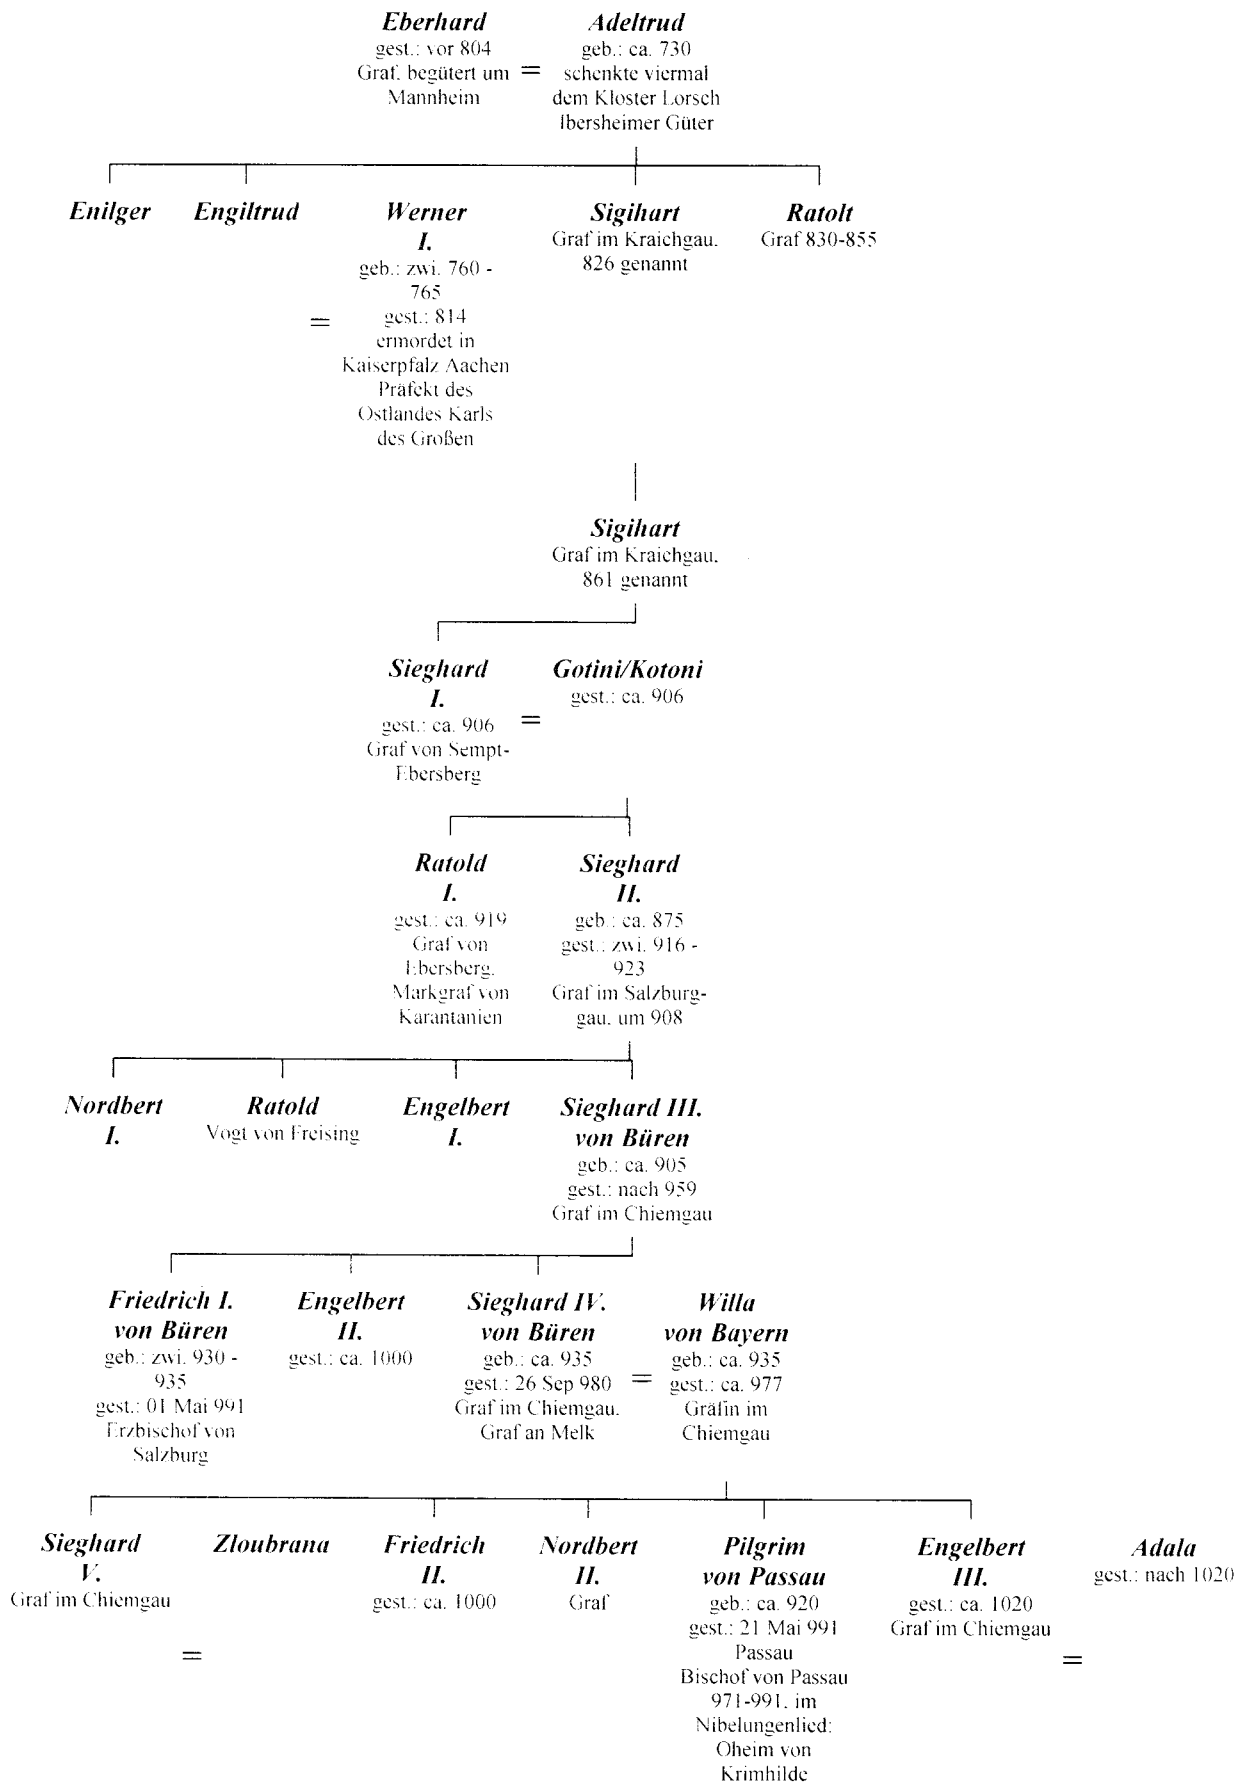 Eberhard
gest.: vor 804
Graf, begütert um
Mannheim
=
Adeltrud
geb.: ca. 730
schenkte viermal
dem Kloster Lorsch
Ibersheimer Güter
Enilger
Engiltrud
=
Werner
I.
geb.: zwi. 760 -
765
gest.: 814
ermordet in
Kaiserpfalz Aachen
Präfekt des
Ostlandes Karls
des Großen
Sigihart
Graf im Kraichgau,
826 genannt
Ratolt
Graf 830-855
Sigihart
Graf im Kraichgau,
861 genannt
Sieghard
I.
gest.: ca. 906
Graf von Sempt-
Ebersberg
=
Gotini/Kotoni
gest.: ca. 906
Ratold
I.
gest.: ca. 919
Graf von
Ebersberg,
Markgraf von
Karantanien
Sieghard
II.
geb.: ca. 875
gest.: zwi. 916 -
923
Graf im Salzburg-
gau, um 908
Nordbert
I.
Ratold
Vogt von Freising
Engelbert
I.
Sieghard III.
von Büren
geb.: ca. 905
gest.: nach 959
Graf im Chiemgau
Friedrich I.
von Büren
geb.: zwi. 930 -
935
gest.: 01 Mai 991
Erzbischof von
Salzburg
Engelbert
II.
gest.: ca. 1000
Sieghard IV.
von Büren
geb.: ca. 935
gest.: 26 Sep 980
Graf im Chiemgau,
Graf an Melk
=
Willa
von Bayern
geb.: ca. 935
gest.: ca. 977
Gräfin im
Chiemgau
Sieghard
V.
Graf im Chiemgau
=
Zloubrana
Friedrich
II.
gest.: ca. 1000
Nordbert
II.
Graf
Pilgrim
von Passau
geb.: ca. 920
gest.: 21 Mai 991
Passau
Bischof von Passau
971-991, im
Nibelungenlied:
Oheim von
Krimhilde
Engelbert
III.
gest.: ca. 1020
Graf im Chiemgau
=
Adala
gest.: nach 1020